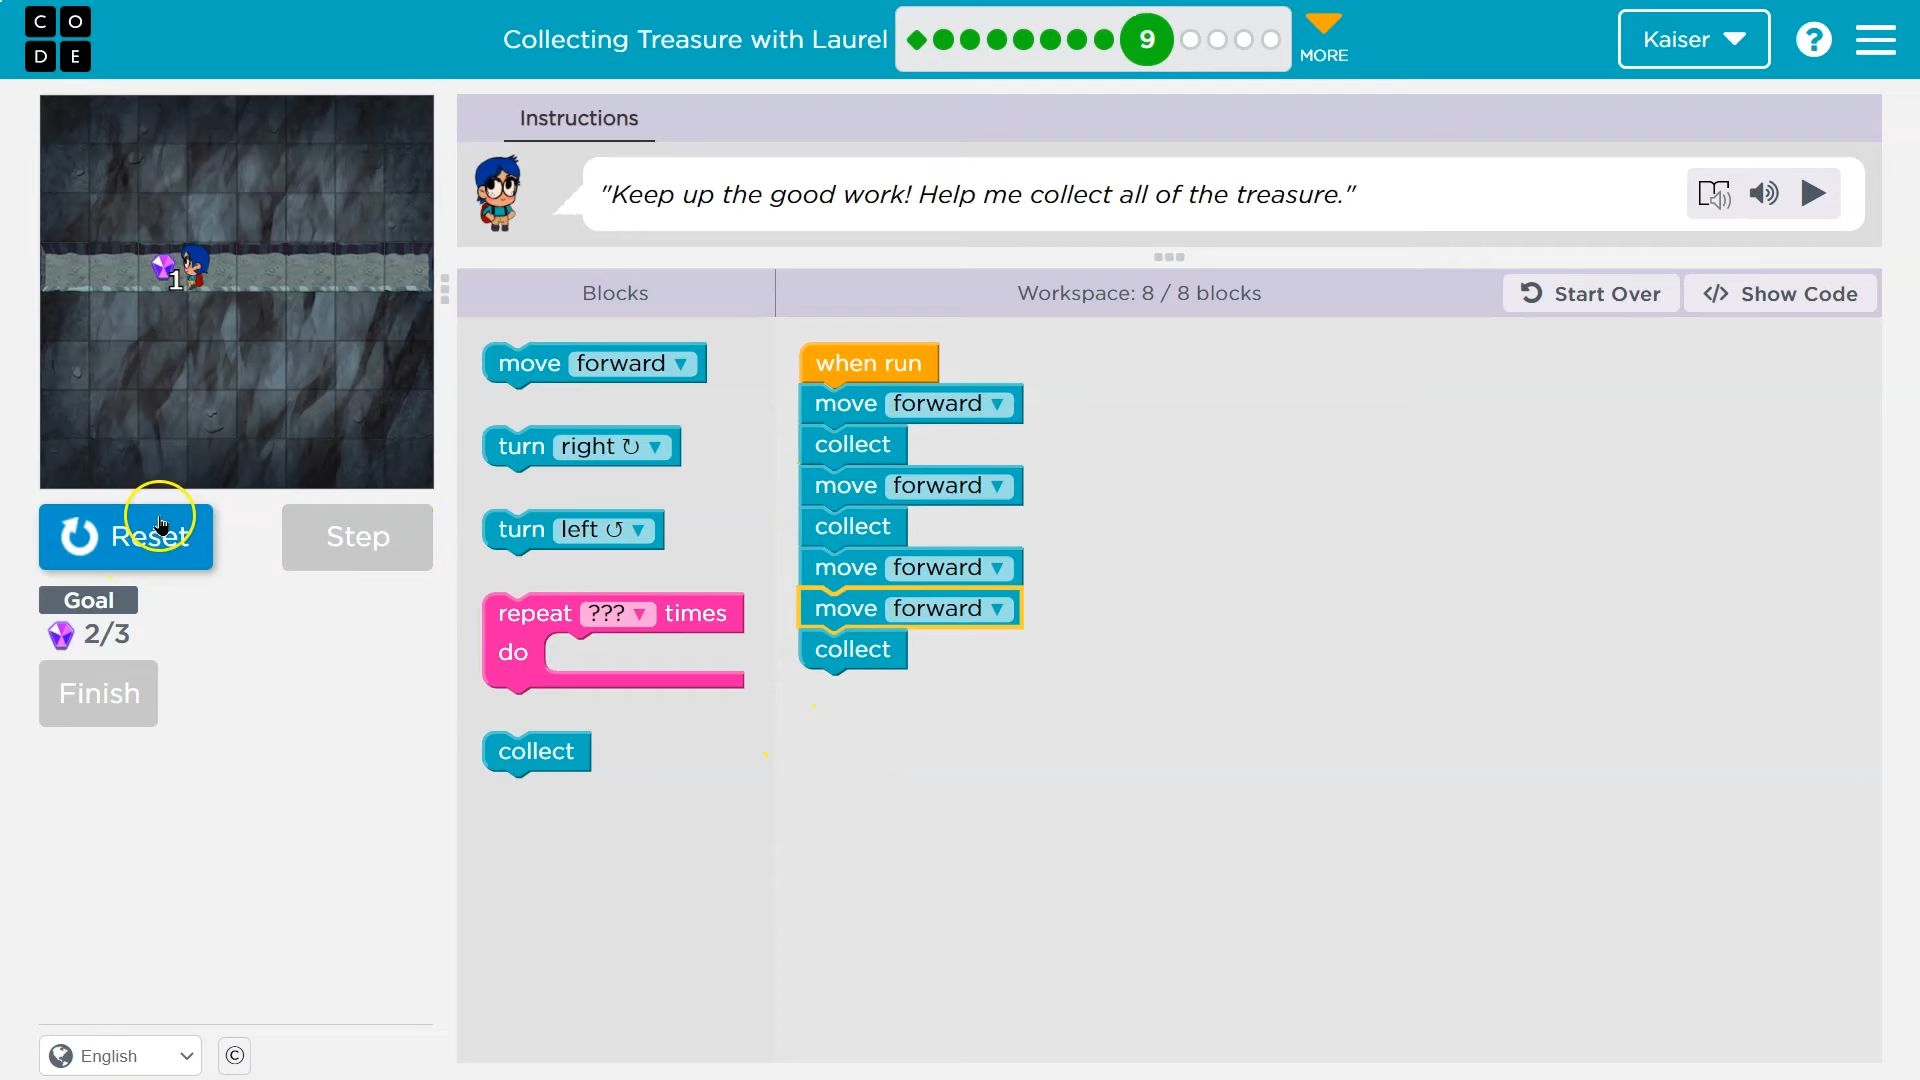 C O
D E
Collecting Treasure with Laurel
9
MORE
Kaiser
?
Instructions
"Keep up the good work! Help me collect all of the treasure."
1
Blocks
Workspace: 8 / 8 blocks
Start Over
</> Show Code
move forward ▼
turn right ↻ ▼
turn left ↺ ▼
repeat ??? ▼ times
do
collect
when run
move forward ▼
collect
move forward ▼
collect
move forward ▼
move forward ▼
collect
Reset
Step
Goal
2/3
Finish
English
©